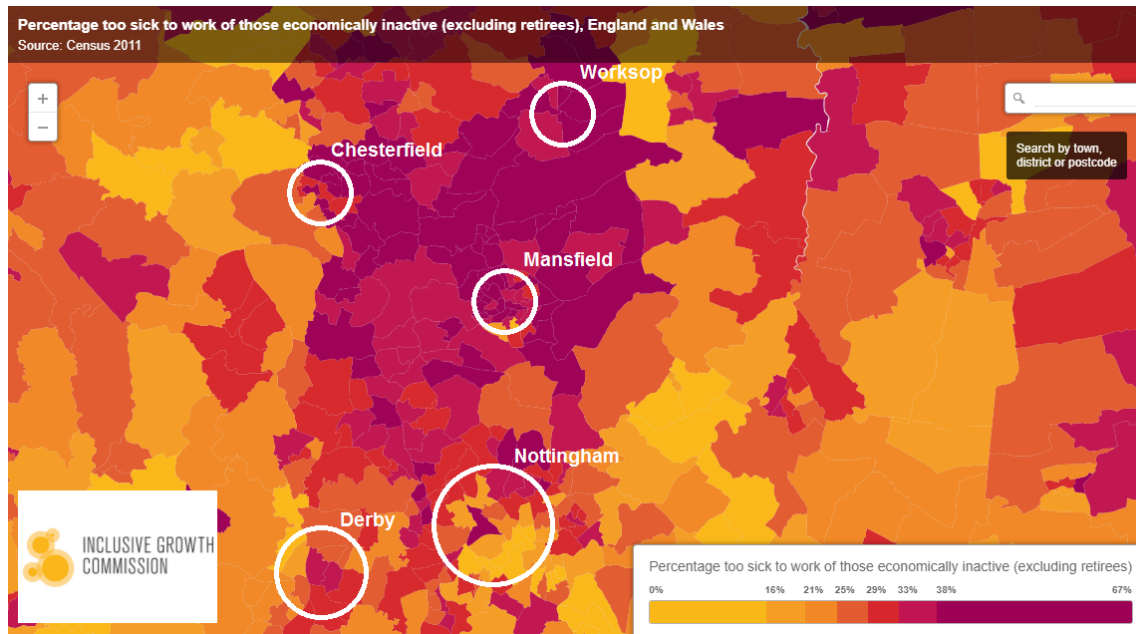 Percentage too sick to work of those economically inactive (excluding retirees), England and Wales
Source: Census 2011
Worksop
+
−
Chesterfield
Search by town,
district or postcode
Mansfield
Nottingham
Derby
INCLUSIVE GROWTH
COMMISSION
Percentage too sick to work of those economically inactive (excluding retirees)
0% 16% 21% 25% 29% 33% 38% 67%